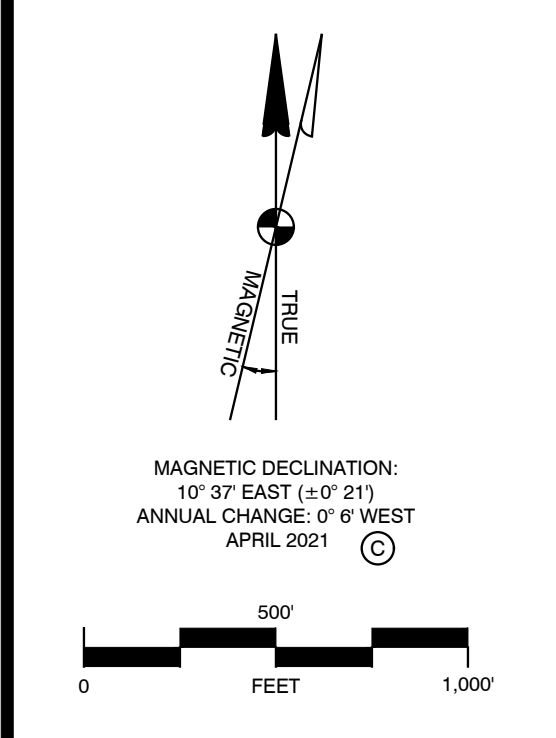 MAGNETIC
TRUE
MAGNETIC DECLINATION:
10° 37' EAST (±0° 21')
ANNUAL CHANGE: 0° 6' WEST
APRIL 2021 C
500'
0 FEET 1,000'